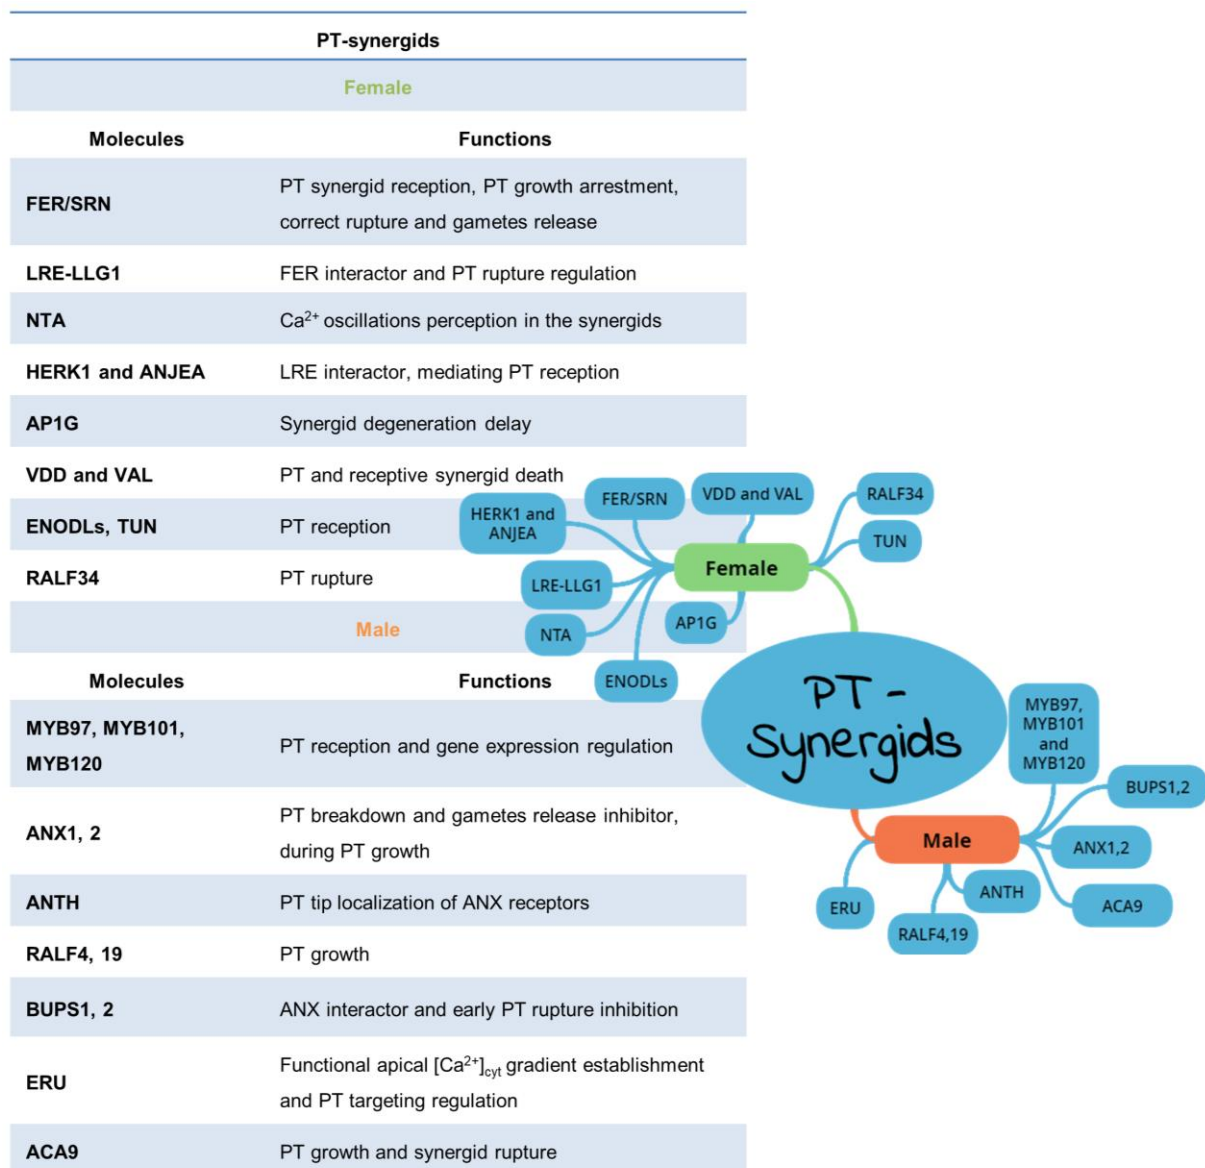 PT-synergids
Female
Molecules Functions
FER/SRN PT synergid reception, PT growth arrestment,
correct rupture and gametes release
LRE-LLG1 FER interactor and PT rupture regulation
NTA Ca²⁺ oscillations perception in the synergids
HERK1 and ANJEA LRE interactor, mediating PT reception
AP1G Synergid degeneration delay
VDD and VAL PT and receptive synergid death
ENODLs, TUN PT reception
RALF34 PT rupture
Male
Molecules Functions
MYB97, MYB101,
MYB120
PT reception and gene expression regulation
ANX1, 2 PT breakdown and gametes release inhibitor,
during PT growth
ANTH PT tip localization of ANX receptors
RALF4, 19 PT growth
BUPS1, 2 ANX interactor and early PT rupture inhibition
ERU Functional apical [Ca²⁺]cyt gradient establishment
and PT targeting regulation
ACA9 PT growth and synergid rupture
HERK1 and
ANJEA
FER/SRN
VDD and VAL
RALF34
TUN
Female
LRE-LLG1
NTA
AP1G
ENODLs
PT -
Synergids
MYB97,
MYB101
and
MYB120
BUPS1,2
Male
ANX1,2
ANTH
ACA9
ERU
RALF4,19